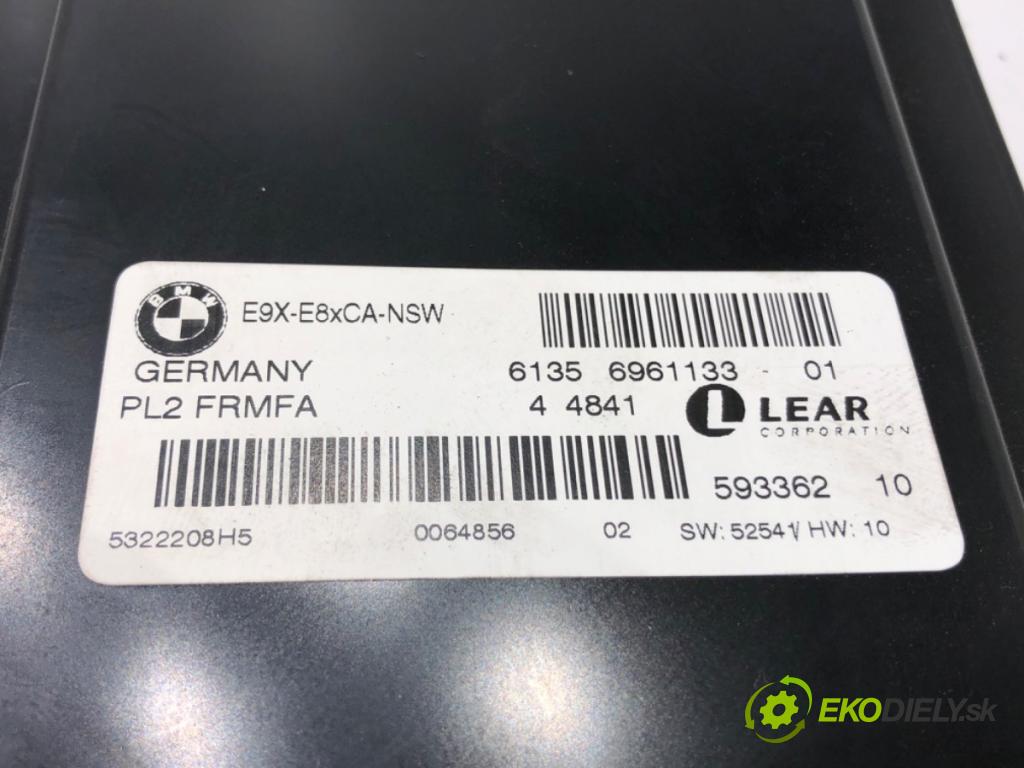 BMW
E9X-E8xCA-NSW
GERMANY
6135 6961133 - 01
PL2 FRMFA
4 4841
L LEAR
CORPORATION
593362 10
5322208H5 0064856 02 SW: 52541/ HW: 10
EKODIELY.sk